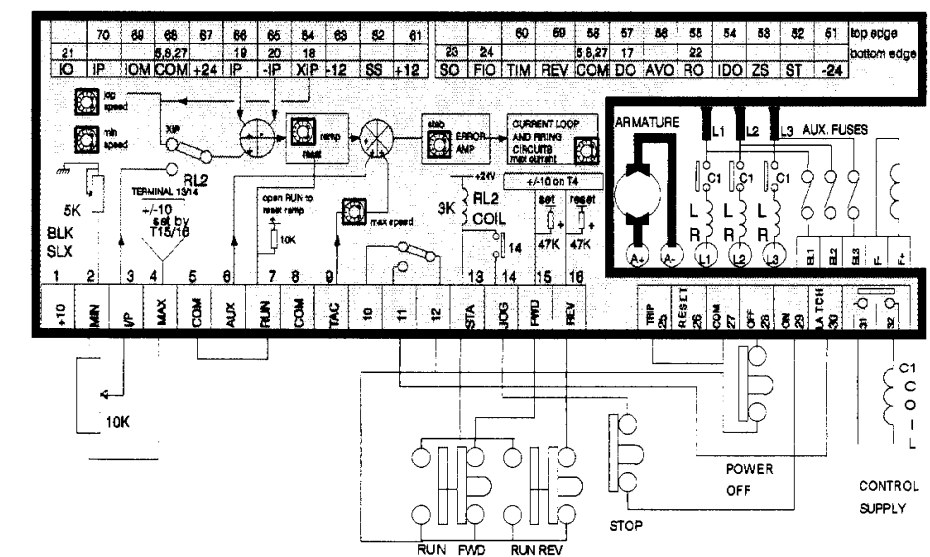 70 69 68 67 66 65 64 63 62 61 60 59 58 57 56 55 54 53 52 51 top edge
21 5,8,27 19 20 18 23 24 5,8,27 17 22 bottom edge
IO IP IOM COM +24 IP -IP XIP -12 SS +12 SO FIO TIM REV COM DO AVO RO IDO ZS ST -24
jog
speed
XIP
min
speed
RL2
ramp
reset
stab
ERROR
AMP
CURRENT LOOP
AND FIRING
CIRCUITS
max current
ARMATURE
L1 L2 L3 AUX. FUSES
C1 C1 C1
L L L
R R R
A+ A- L1 L2 L3
EL1 EL2 EL3 F- F+
5K
BLK
SLX
TERMINAL 13/14
+/-10
set by
T15/16
open RUN to
reset ramp
10K
max speed
+24V
3K
RL2
COIL
14
+/-10 on T4
set reset
47K 47K
1 2 3 4 5 6 7 8 9 10 11 12 13 14 15 16
+10 MIN I/P MAX COM AUX RUN COM TAC STA JOG FWD REV
TRIP 25
RESET 26
COM 27
OFF 28
ON 29
LATCH 30
31
32
10K
RUN FWD
RUN REV
STOP
POWER
OFF
C1
COIL
CONTROL
SUPPLY